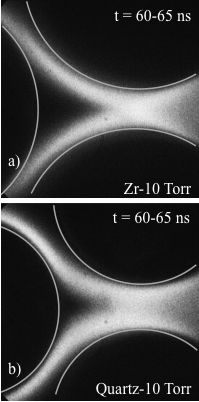 t = 60-65 ns
a)
Zr-10 Torr
t = 60-65 ns
b)
Quartz-10 Torr